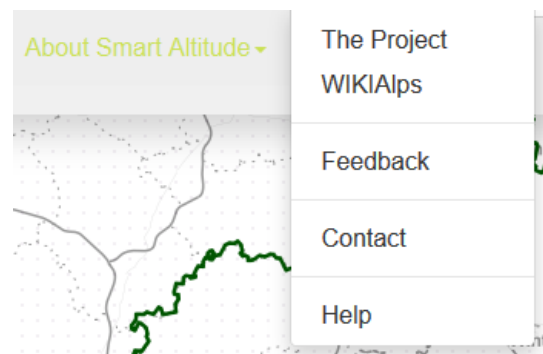 About Smart Altitude
The Project
WIKIAlps
Feedback
Contact
Help